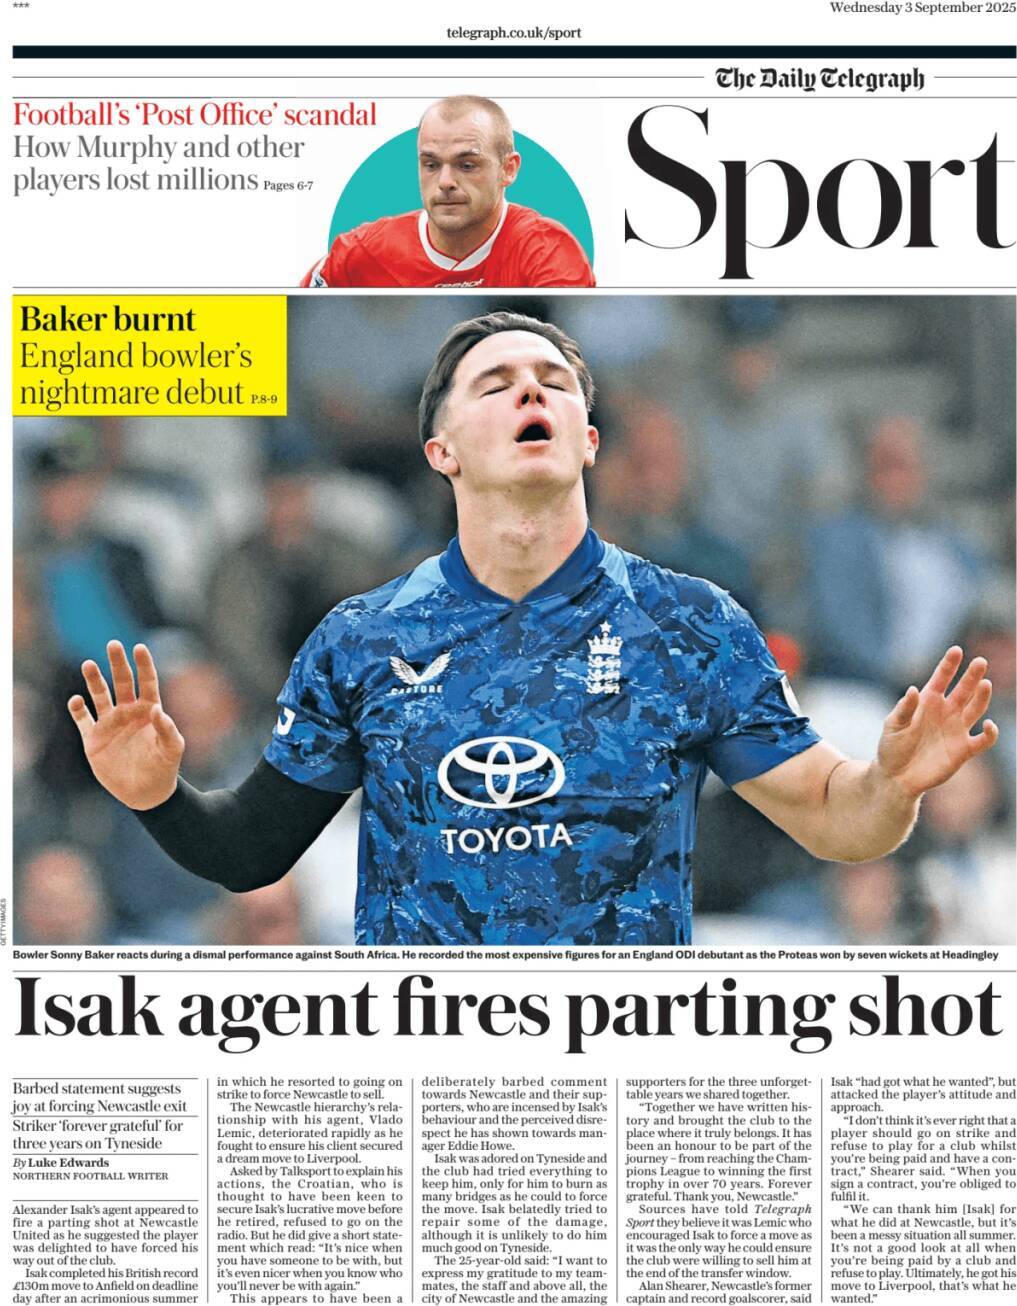 ***
Wednesday 3 September 2025
telegraph.co.uk/sport
The Daily Telegraph
Sport
Football's 'Post Office' scandal
How Murphy and other
players lost millions Pages 6-7
Reebok
Baker burnt
England bowler's
nightmare debut P.8-9
CASTORE
TOYOTA
GETTY IMAGES
Bowler Sonny Baker reacts during a dismal performance against South Africa. He recorded the most expensive figures for an England ODI debutant as the Proteas won by seven wickets at Headingley
Isak agent fires parting shot
Barbed statement suggests
joy at forcing Newcastle exit
Striker 'forever grateful' for
three years on Tyneside
By Luke Edwards
NORTHERN FOOTBALL WRITER
Alexander Isak's agent appeared to
fire a parting shot at Newcastle
United as he suggested the player
was delighted to have forced his
way out of the club.
Isak completed his British record
£130m move to Anfield on deadline
day after an acrimonious summer
in which he resorted to going on
strike to force Newcastle to sell.
The Newcastle hierarchy's rela-
tionship with his agent, Vlado
Lemic, deteriorated rapidly as he
fought to ensure his client secured
a dream move to Liverpool.
Asked by Talksport to explain his
actions, the Croatian, who is
thought to have been keen to
secure Isak's lucrative move before
he retired, refused to go on the
radio. But he did give a short state-
ment which read: "It's nice when
you have someone to be with, but
it's even nicer when you know who
you'll never be with again."
This appears to have been a
deliberately barbed comment
towards Newcastle and their sup-
porters, who are incensed by Isak's
behaviour and the perceived disre-
spect he has shown towards man-
ager Eddie Howe.
Isak was adored on Tyneside and
the club had tried everything to
keep him, only for him to burn as
many bridges as he could to force
the move. Isak belatedly tried to
repair some of the damage,
although it is unlikely to do him
much good on Tyneside.
The 25-year-old said: "I want to
express my gratitude to my team-
mates, the staff and above all, the
city of Newcastle and the amazing
supporters for the three unforget-
table years we shared together.
"Together we have written his-
tory and brought the club to the
place where it truly belongs. It has
been an honour to be part of the
journey – from reaching the Cham-
pions League to winning the first
trophy in over 70 years. Forever
grateful. Thank you, Newcastle."
Sources have told Telegraph
Sport they believe it was Lemic who
encouraged Isak to force a move as
it was the only way he could ensure
the club were willing to sell him at
the end of the transfer window.
Alan Shearer, Newcastle's former
captain and record goalscorer, said
Isak "had got what he wanted", but
attacked the player's attitude and
approach.
"I don't think it's ever right that a
player should go on strike and
refuse to play for a club whilst
you're being paid and have a con-
tract," Shearer said. "When you
sign a contract, you're obliged to
fulfil it.
"We can thank him [Isak] for
what he did at Newcastle, but it's
been a messy situation all summer.
It's not a good look at all when
you're being paid by a club and
refuse to play. Ultimately, he got his
move to Liverpool, that's what he
wanted."